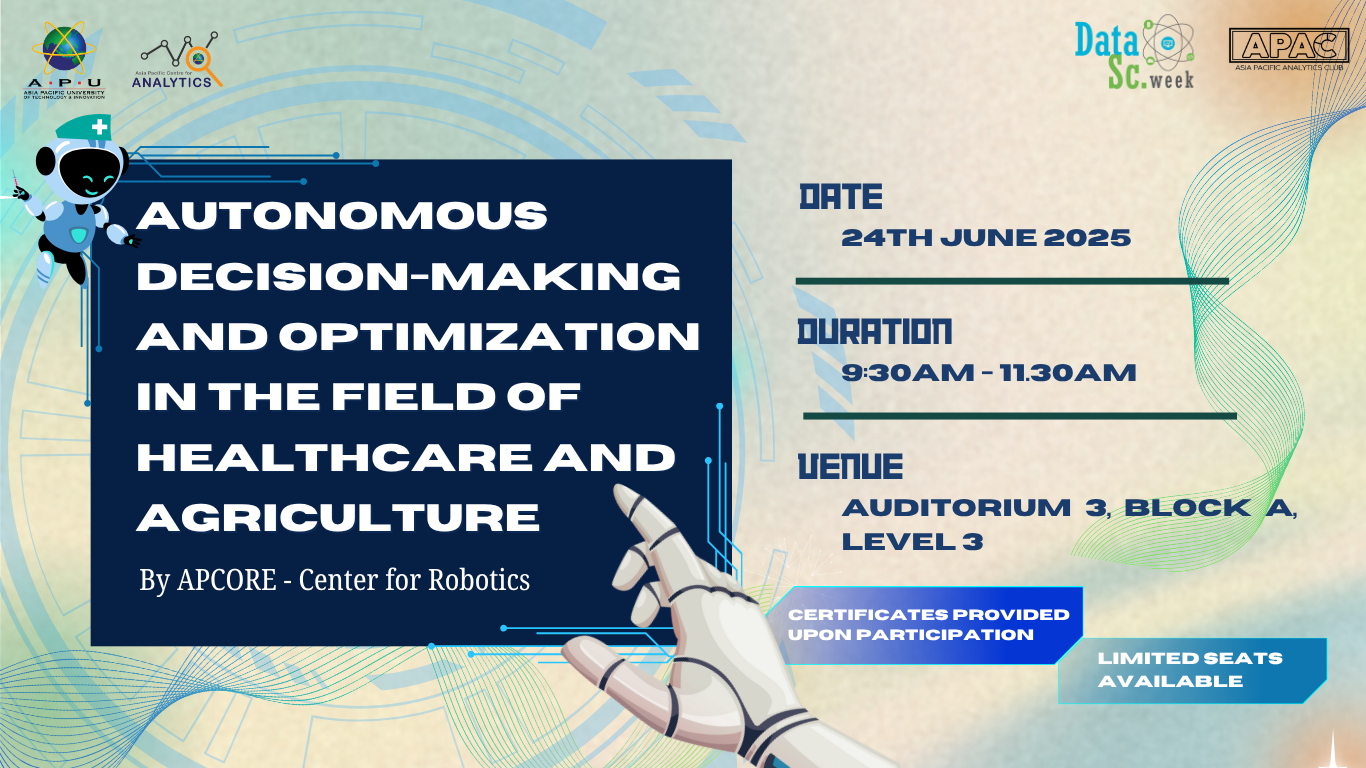 A·P·U
ASIA PACIFIC UNIVERSITY
OF TECHNOLOGY & INNOVATION
Asia Pacific Centre for
ANALYTICS
Data
Sc.week
APAC
ASIA PACIFIC ANALYTICS CLUB
AUTONOMOUS
DECISION-MAKING
AND OPTIMIZATION
IN THE FIELD OF
HEALTHCARE AND
AGRICULTURE
By APCORE - Center for Robotics
DATE
24TH JUNE 2025
DURATION
9:30AM - 11.30AM
VENUE
AUDITORIUM 3, BLOCK A,
LEVEL 3
CERTIFICATES PROVIDED
UPON PARTICIPATION
LIMITED SEATS
AVAILABLE